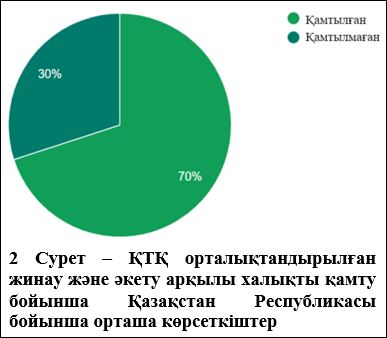 Қамтылған
Қамтылмаған
30%
70%
2 Сурет – ҚТҚ орталықтандырылған
жинау және әкету арқылы халықты қамту
бойынша Қазақстан Республикасы
бойынша орташа көрсеткіштер